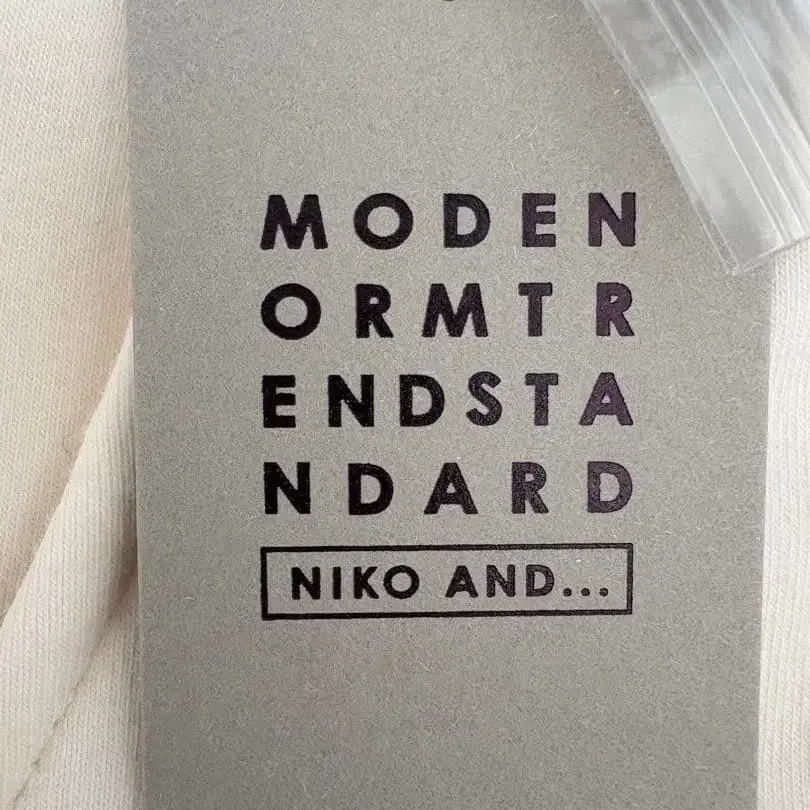 MODEN
ORMTR
ENDSTA
NDARD
NIKO AND...